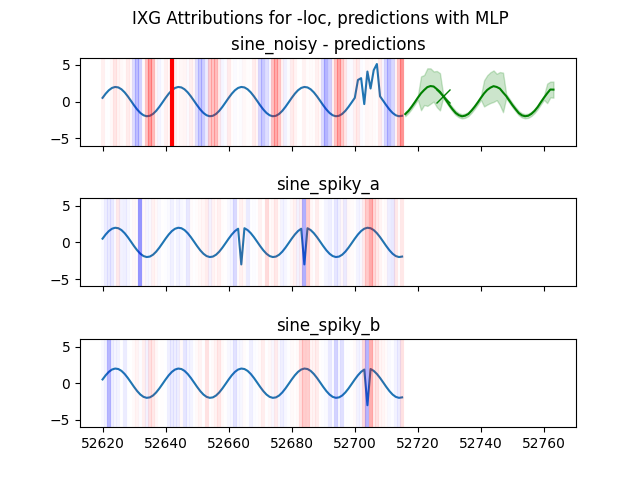 IXG Attributions for -loc, predictions with MLP
sine_noisy - predictions
5
0
−5
sine_spiky_a
5
0
−5
sine_spiky_b
5
0
−5
52620 52640 52660 52680 52700 52720 52740 52760